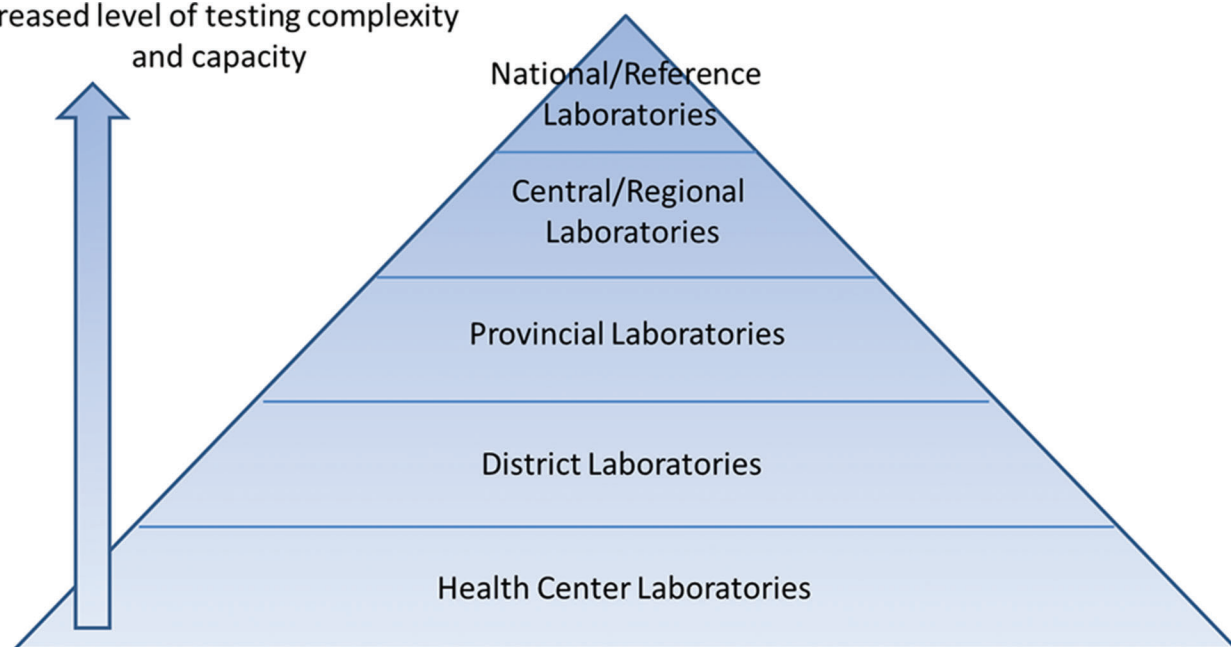 reased level of testing complexity
and capacity
National/Reference
Laboratories
Central/Regional
Laboratories
Provincial Laboratories
District Laboratories
Health Center Laboratories